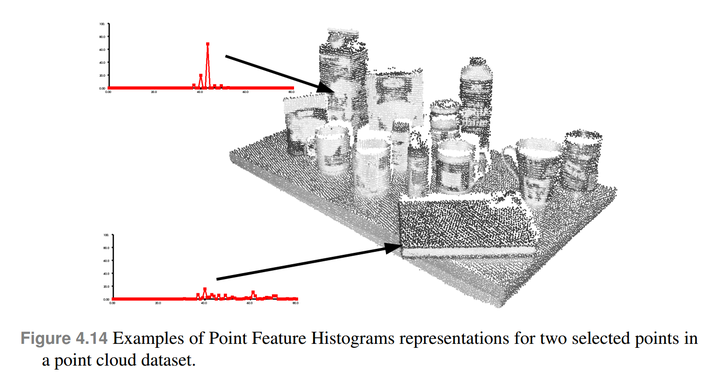 Figure 4.14 Examples of Point Feature Histograms representations for two selected points in
a point cloud dataset.